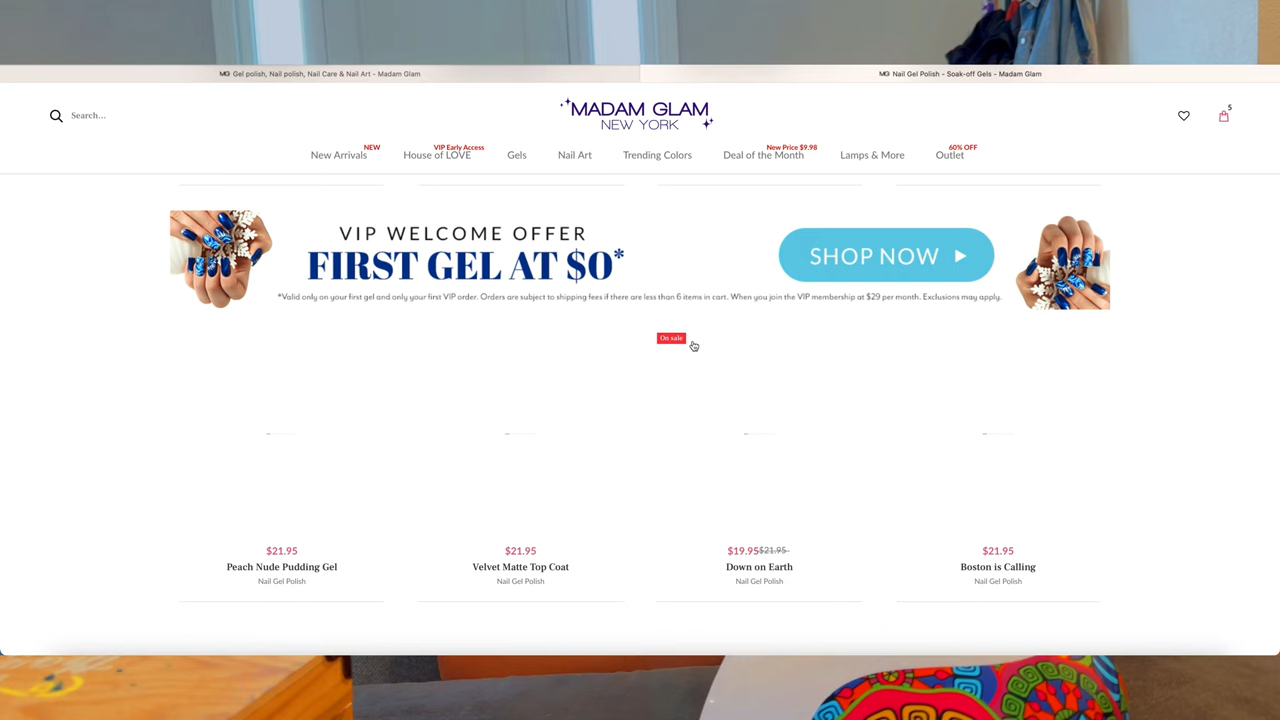 MG Gel polish, Nail polish, Nail Care & Nail Art - Madam Glam
MG Nail Gel Polish - Soak-off Gels - Madam Glam
Search...
MADAM GLAM
NEW YORK
5
New Arrivals NEW
House of LOVE VIP Early Access
Gels
Nail Art
Trending Colors
Deal of the Month New Price $9.98
Lamps & More
Outlet 60% OFF
VIP WELCOME OFFER
FIRST GEL AT $0*
SHOP NOW
*Valid only on your first gel and only your first VIP order. Orders are subject to shipping fees if there are less than 6 items in cart. When you join the VIP membership at $29 per month. Exclusions may apply.
On sale
$21.95
Peach Nude Pudding Gel
Nail Gel Polish
$21.95
Velvet Matte Top Coat
Nail Gel Polish
$19.95 $21.95
Down on Earth
Nail Gel Polish
$21.95
Boston is Calling
Nail Gel Polish